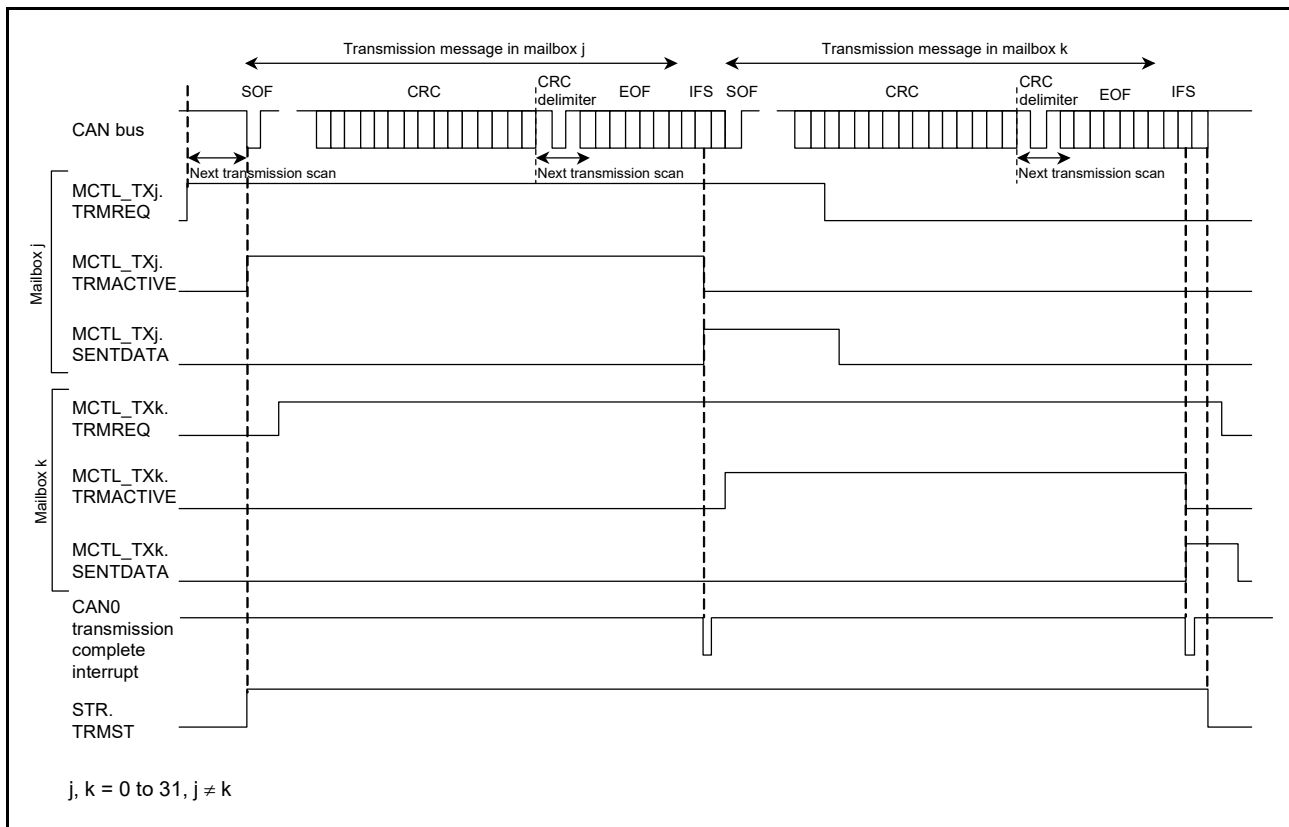 Transmission message in mailbox j
Transmission message in mailbox k
SOF
CRC
CRC
delimiter
EOF
IFS
SOF
CRC
CRC
delimiter
EOF
IFS
CAN bus
Next transmission scan
Next transmission scan
Next transmission scan
Mailbox j
MCTL_TXj.
TRMREQ
MCTL_TXj.
TRMACTIVE
MCTL_TXj.
SENTDATA
Mailbox k
MCTL_TXk.
TRMREQ
MCTL_TXk.
TRMACTIVE
MCTL_TXk.
SENTDATA
CAN0
transmission
complete
interrupt
STR.
TRMST
j, k = 0 to 31, j ≠ k